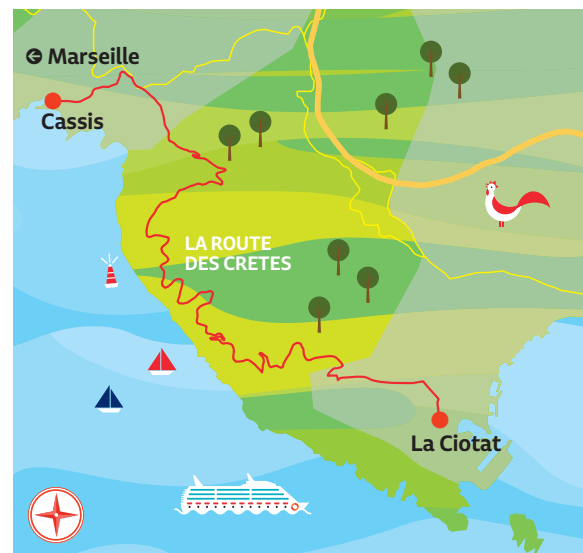 Marseille
Cassis
LA ROUTE
DES CRETES
La Ciotat